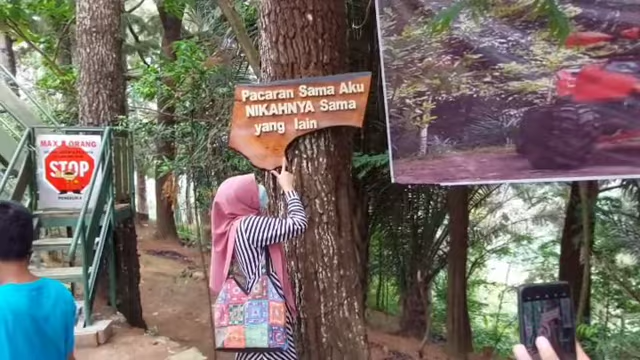 Pacaran Sama Aku
NIKAHNYA Sama
yang lain
MAX 8 ORANG
STOP